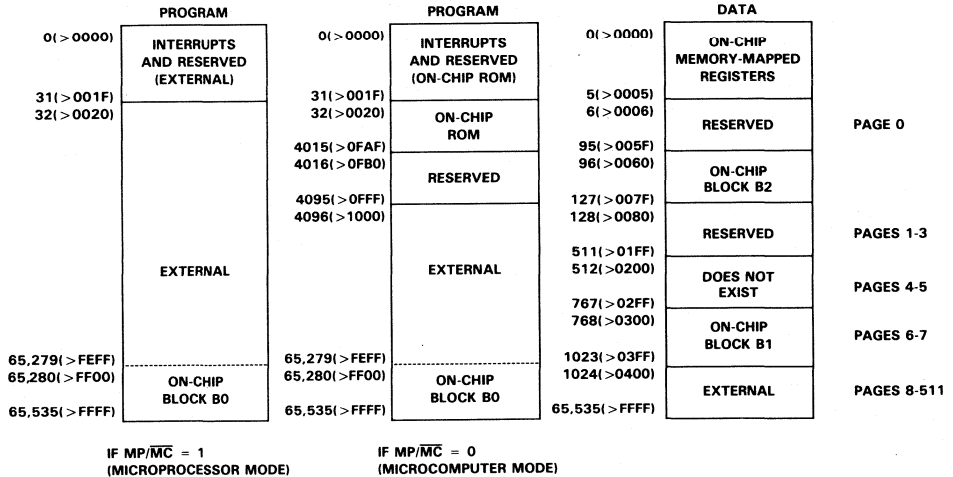 PROGRAM
0(>0000)
INTERRUPTS
AND RESERVED
(EXTERNAL)
31(>001F)
32(>0020)
EXTERNAL
65,279(>FEFF)
65,280(>FF00)
ON-CHIP
BLOCK B0
65,535(>FFFF)
IF MP/M̅C̅ = 1
(MICROPROCESSOR MODE)
PROGRAM
0(>0000)
INTERRUPTS
AND RESERVED
(ON-CHIP ROM)
31(>001F)
32(>0020)
ON-CHIP
ROM
4015(>0FAF)
4016(>0FB0)
RESERVED
4095(>0FFF)
4096(>1000)
EXTERNAL
65,279(>FEFF)
65,280(>FF00)
ON-CHIP
BLOCK B0
65,535(>FFFF)
IF MP/M̅C̅ = 0
(MICROCOMPUTER MODE)
DATA
0(>0000)
ON-CHIP
MEMORY-MAPPED
REGISTERS
5(>0005)
6(>0006)
RESERVED
PAGE 0
95(>005F)
96(>0060)
ON-CHIP
BLOCK B2
127(>007F)
128(>0080)
RESERVED
PAGES 1-3
511(>01FF)
512(>0200)
DOES NOT
EXIST
PAGES 4-5
767(>02FF)
768(>0300)
ON-CHIP
BLOCK B1
PAGES 6-7
1023(>03FF)
1024(>0400)
EXTERNAL
PAGES 8-511
65,535(>FFFF)